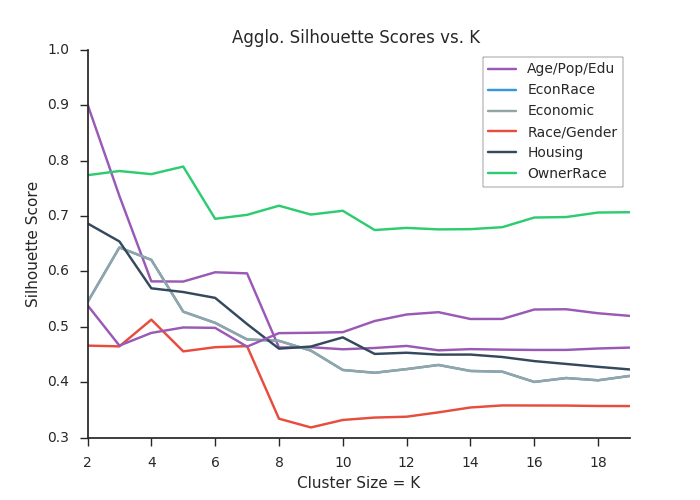 Agglo. Silhouette Scores vs. K
1.0
0.9
0.8
0.7
0.6
0.5
0.4
0.3
Silhouette Score
Age/Pop/Edu
EconRace
Economic
Race/Gender
Housing
OwnerRace
2 4 6 8 10 12 14 16 18
Cluster Size = K